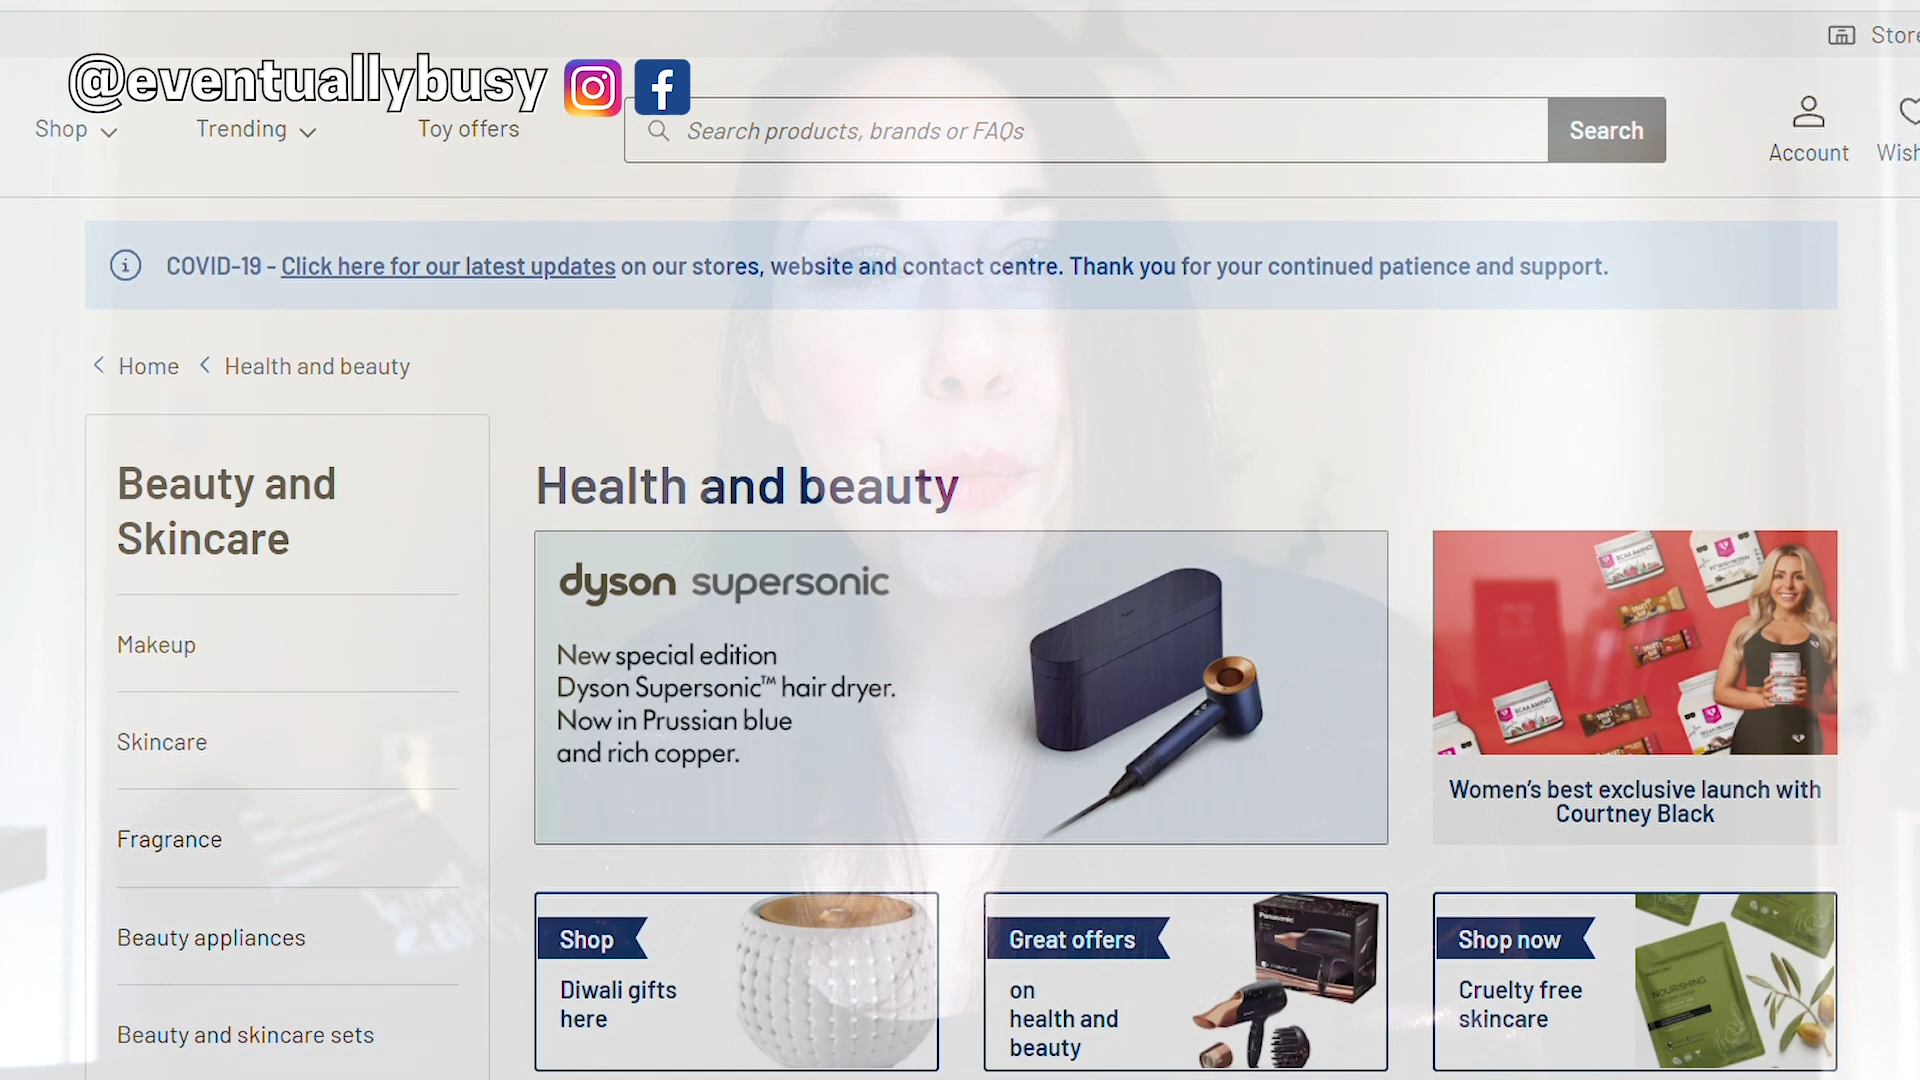 Store
@eventuallybusy
Shop
Trending
Toy offers
Search products, brands or FAQs
Search
Account
Wish
COVID-19 - Click here for our latest updates on our stores, website and contact centre. Thank you for your continued patience and support.
Home
Health and beauty
Beauty and
Skincare
Makeup
Skincare
Fragrance
Beauty appliances
Beauty and skincare sets
Health and beauty
dyson supersonic
New special edition
Dyson Supersonic™ hair dryer.
Now in Prussian blue
and rich copper.
Women's best exclusive launch with
Courtney Black
Shop
Diwali gifts
here
Great offers
on
health and
beauty
Panasonic
Shop now
Cruelty free
skincare
NOURISHING